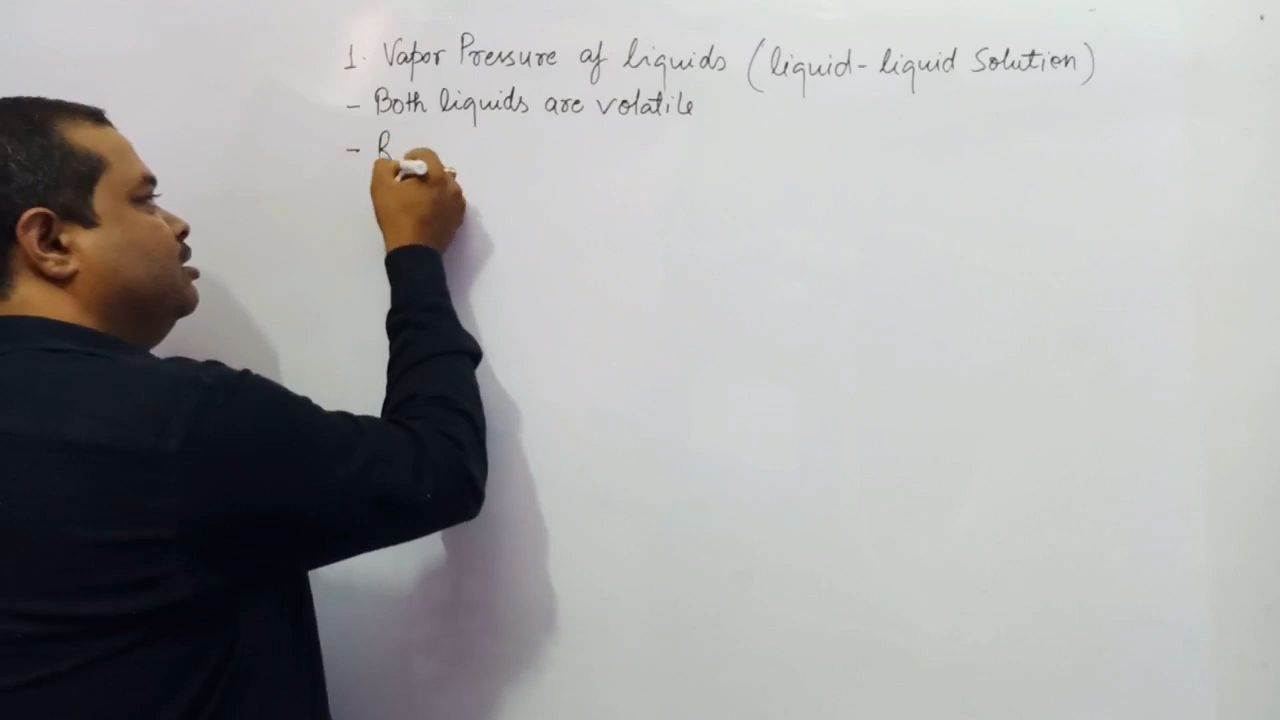 1. Vapor Pressure of liquids (liquid-liquid Solution)
- Both liquids are volatile
- B